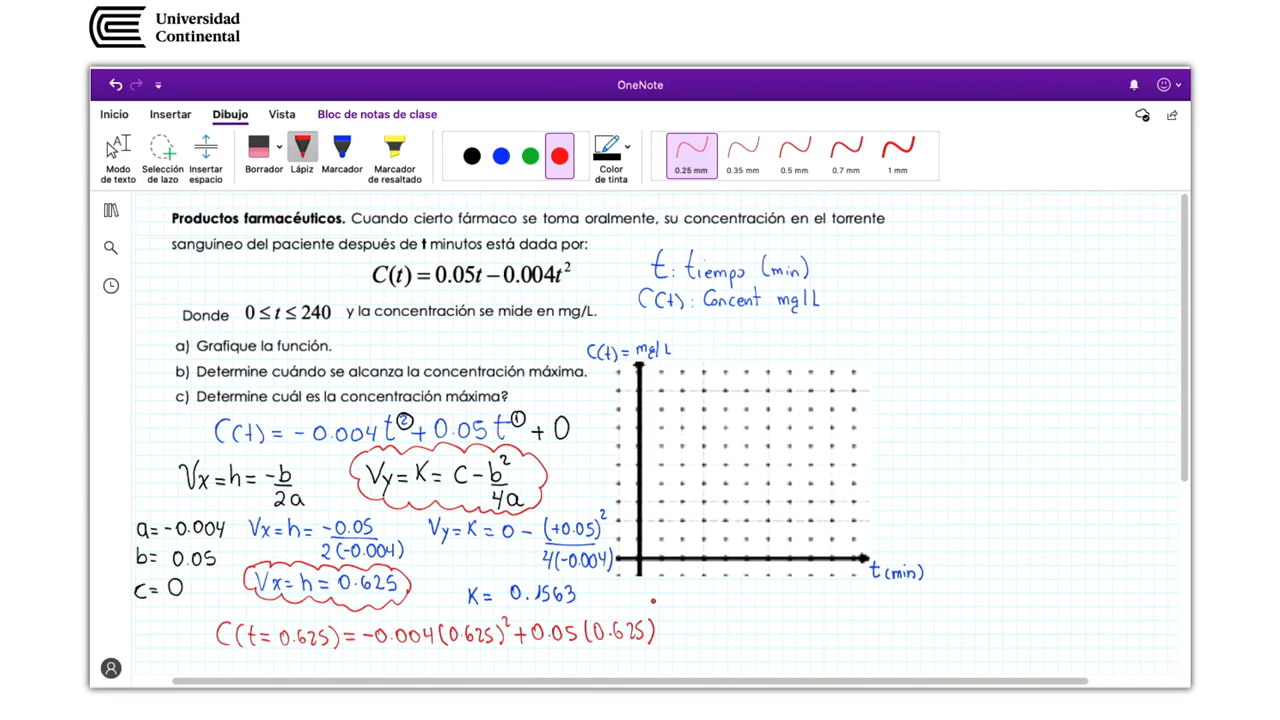 Universidad
Continental
OneNote
Inicio Insertar Dibujo Vista Bloc de notas de clase
Modo de texto Selección de lazo Insertar espacio Borrador Lápiz Marcador Marcador de resaltado Color de tinta 0.25 mm 0.35 mm 0.5 mm 0.7 mm 1 mm
Productos farmacéuticos. Cuando cierto fármaco se toma oralmente, su concentración en el torrente
sanguineo del paciente después de t minutos está dada por:
C(t) = 0.05t − 0.004t²
t: tiempo (min)
C(t): Concent mg/L
Donde 0 ≤ t ≤ 240 y la concentración se mide en mg/L.
a) Grafique la función.
C(t) = mg/L
b) Determine cuándo se alcanza la concentración máxima.
c) Determine cuál es la concentración máxima?
C(t) = -0.004t² + 0.05t¹ + 0
Vx = h = -b/2a
Vy = K = c - b²/4a
a = -0.004
b = 0.05
c = 0
Vx = h = -0.05/2(-0.004)
Vx = h = 0.625
Vy = K = 0 - (+0.05)²/4(-0.004)
K = 0.1563
t (min)
C(t = 0.625) = -0.004(0.625)² + 0.05(0.625)